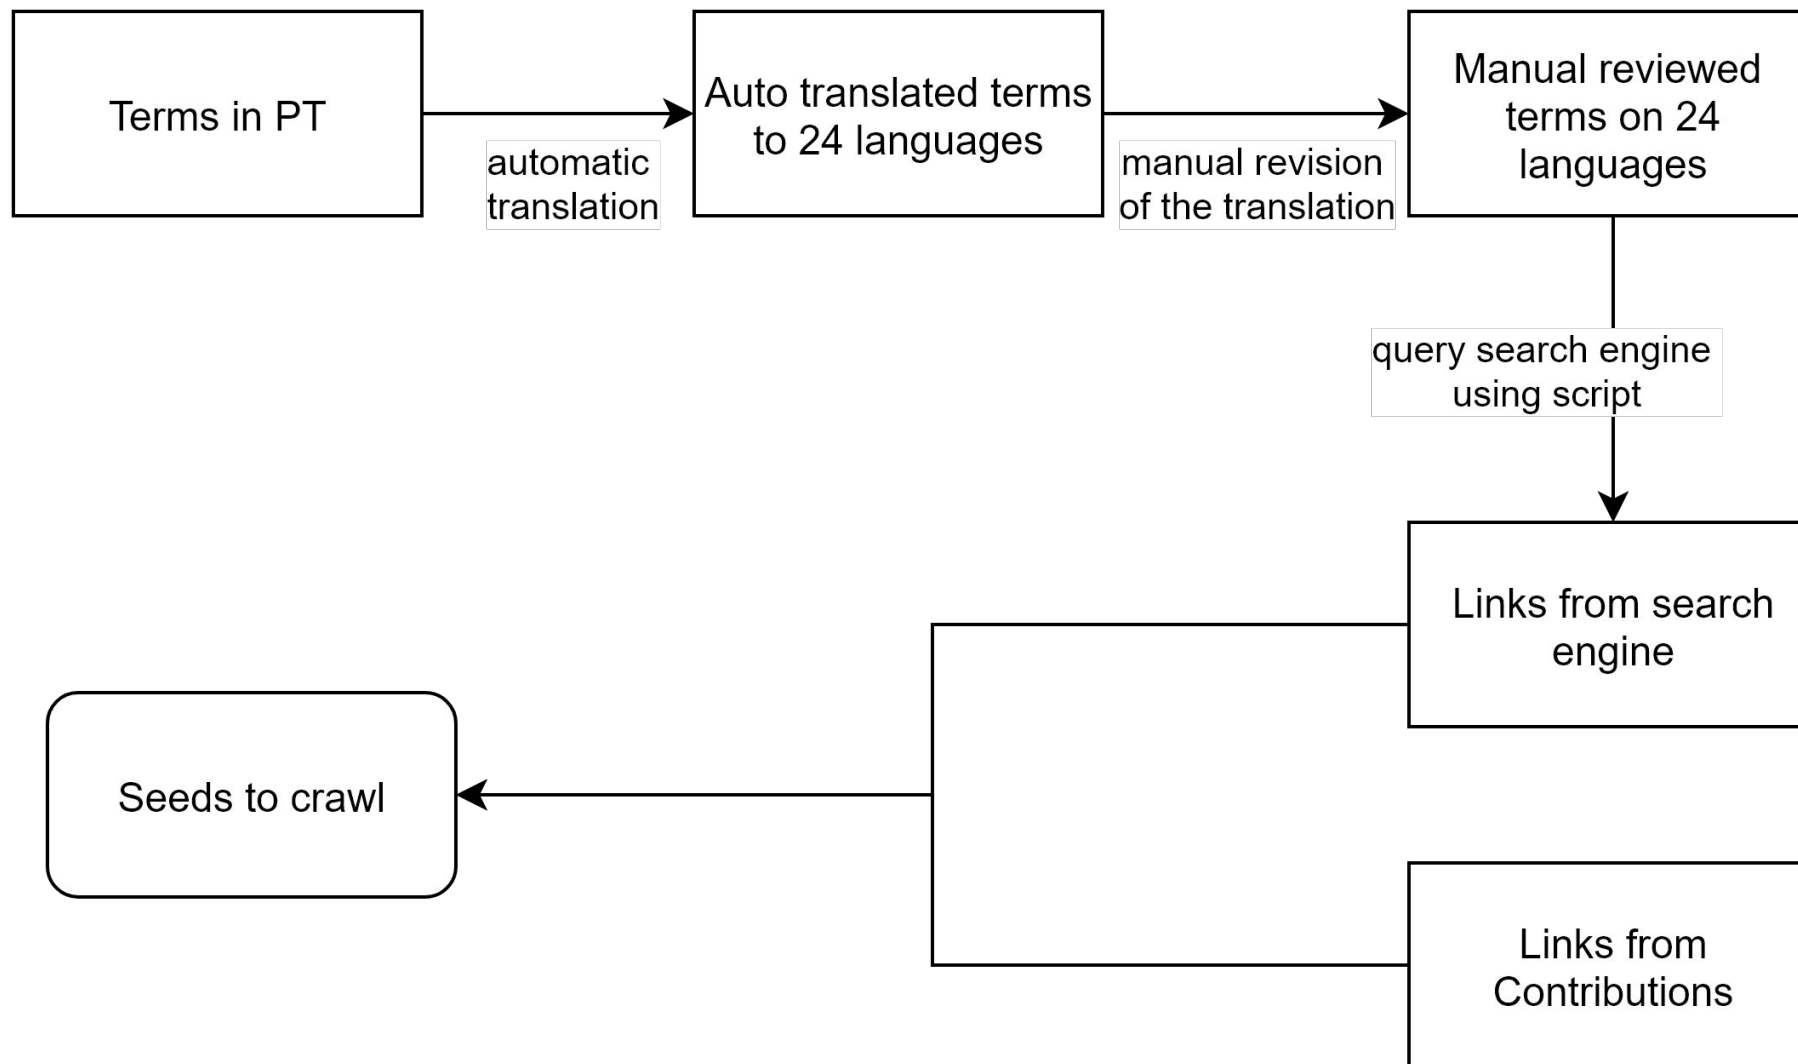 Terms in PT
automatic
translation
Auto translated terms
to 24 languages
manual revision
of the translation
Manual reviewed
terms on 24
languages
query search engine
using script
Links from search
engine
Seeds to crawl
Links from
Contributions